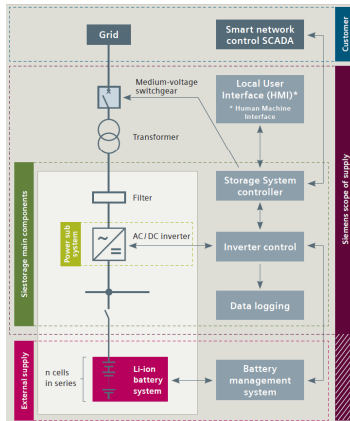 Grid
Smart network
control SCADA
Customer
Medium-voltage
switchgear
Local User
Interface (HMI)*
* Human Machine
Interface
Transformer
Siemens scope of supply
Storage System
controller
Siestorage main components
Filter
Power sub
system
AC/DC inverter
Inverter control
Data logging
External supply
n cells
in series
Li-ion
battery
system
Battery
management
system